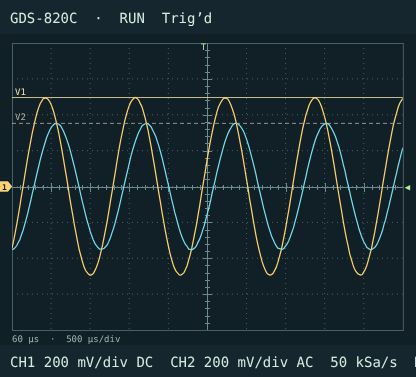 GDS-820C · RUN Trig’d
T
V1
V2
1
60 µs · 500 µs/div
CH1 200 mV/div DC CH2 200 mV/div AC 50 kSa/s